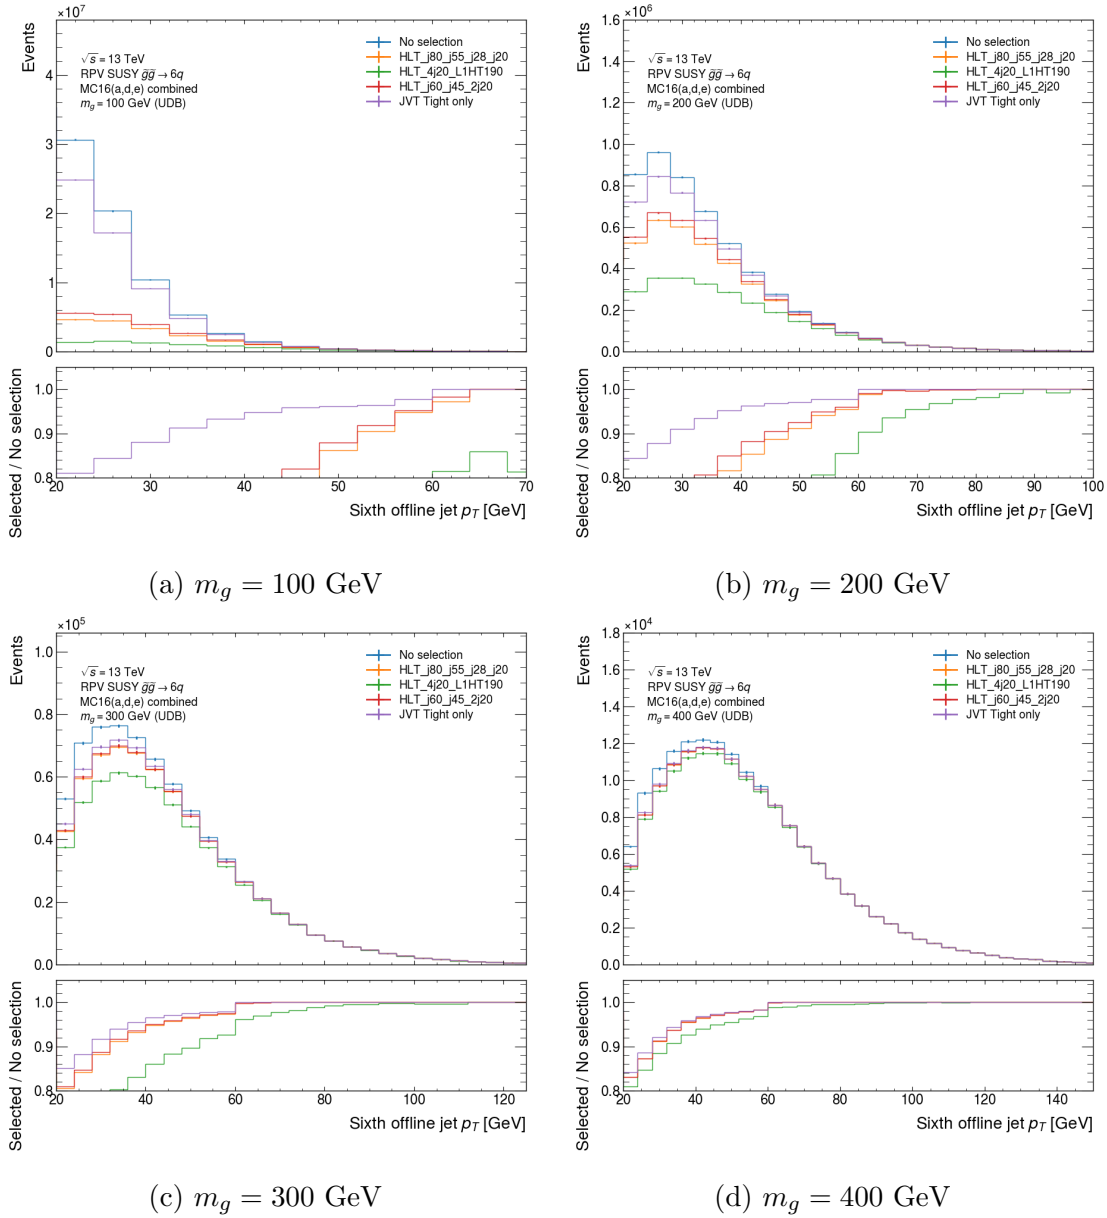 ×10⁷
Events
4
3
2
1
0
√s = 13 TeV
RPV SUSY g̃g̃ → 6q
MC16(a,d,e) combined
m_g = 100 GeV (UDB)
No selection
HLT_j80_j55_j28_j20
HLT_4j20_L1HT190
HLT_j60_j45_2j20
JVT Tight only
Selected / No selection
1.0
0.9
0.8
20 30 40 50 60 70
Sixth offline jet p_T [GeV]
(a) m_g = 100 GeV
×10⁶
Events
1.6
1.4
1.2
1.0
0.8
0.6
0.4
0.2
0.0
√s = 13 TeV
RPV SUSY g̃g̃ → 6q
MC16(a,d,e) combined
m_g = 200 GeV (UDB)
No selection
HLT_j80_j55_j28_j20
HLT_4j20_L1HT190
HLT_j60_j45_2j20
JVT Tight only
Selected / No selection
1.0
0.9
0.8
20 30 40 50 60 70 80 90 100
Sixth offline jet p_T [GeV]
(b) m_g = 200 GeV
×10⁵
Events
1.0
0.8
0.6
0.4
0.2
0.0
√s = 13 TeV
RPV SUSY g̃g̃ → 6q
MC16(a,d,e) combined
m_g = 300 GeV (UDB)
No selection
HLT_j80_j55_j28_j20
HLT_4j20_L1HT190
HLT_j60_j45_2j20
JVT Tight only
Selected / No selection
1.0
0.9
0.8
20 40 60 80 100 120
Sixth offline jet p_T [GeV]
(c) m_g = 300 GeV
×10⁴
Events
1.8
1.6
1.4
1.2
1.0
0.8
0.6
0.4
0.2
0.0
√s = 13 TeV
RPV SUSY g̃g̃ → 6q
MC16(a,d,e) combined
m_g = 400 GeV (UDB)
No selection
HLT_j80_j55_j28_j20
HLT_4j20_L1HT190
HLT_j60_j45_2j20
JVT Tight only
Selected / No selection
1.0
0.9
0.8
20 40 60 80 100 120 140
Sixth offline jet p_T [GeV]
(d) m_g = 400 GeV